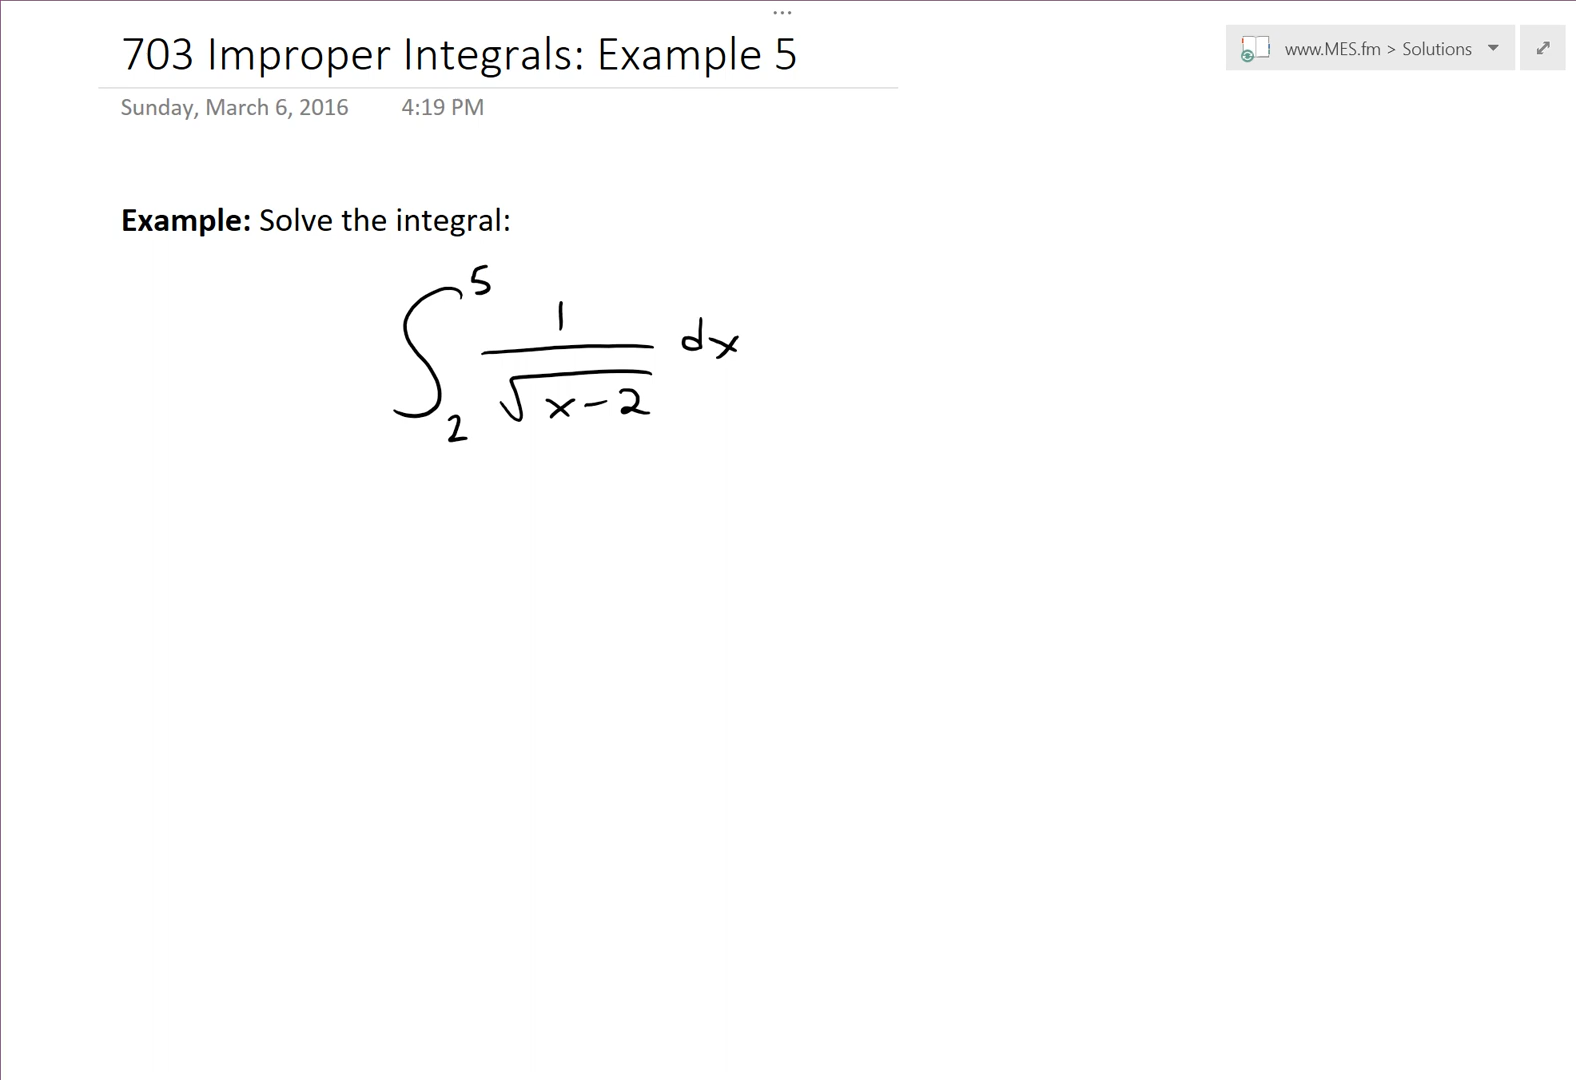 ...
703 Improper Integrals: Example 5
www.MES.fm > Solutions
Sunday, March 6, 2016 4:19 PM
Example: Solve the integral:
∫₂⁵ 1/√(x-2) dx